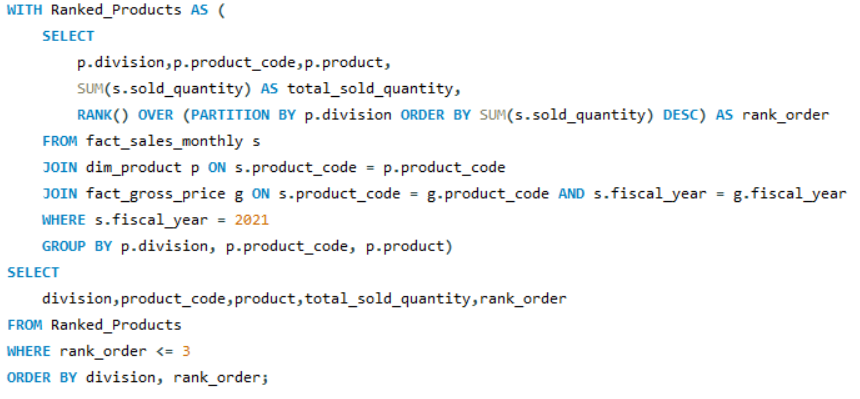 WITH Ranked_Products AS (
    SELECT
        p.division,p.product_code,p.product,
        SUM(s.sold_quantity) AS total_sold_quantity,
        RANK() OVER (PARTITION BY p.division ORDER BY SUM(s.sold_quantity) DESC) AS rank_order
    FROM fact_sales_monthly s
    JOIN dim_product p ON s.product_code = p.product_code
    JOIN fact_gross_price g ON s.product_code = g.product_code AND s.fiscal_year = g.fiscal_year
    WHERE s.fiscal_year = 2021
    GROUP BY p.division, p.product_code, p.product)
SELECT
    division,product_code,product,total_sold_quantity,rank_order
FROM Ranked_Products
WHERE rank_order <= 3
ORDER BY division, rank_order;